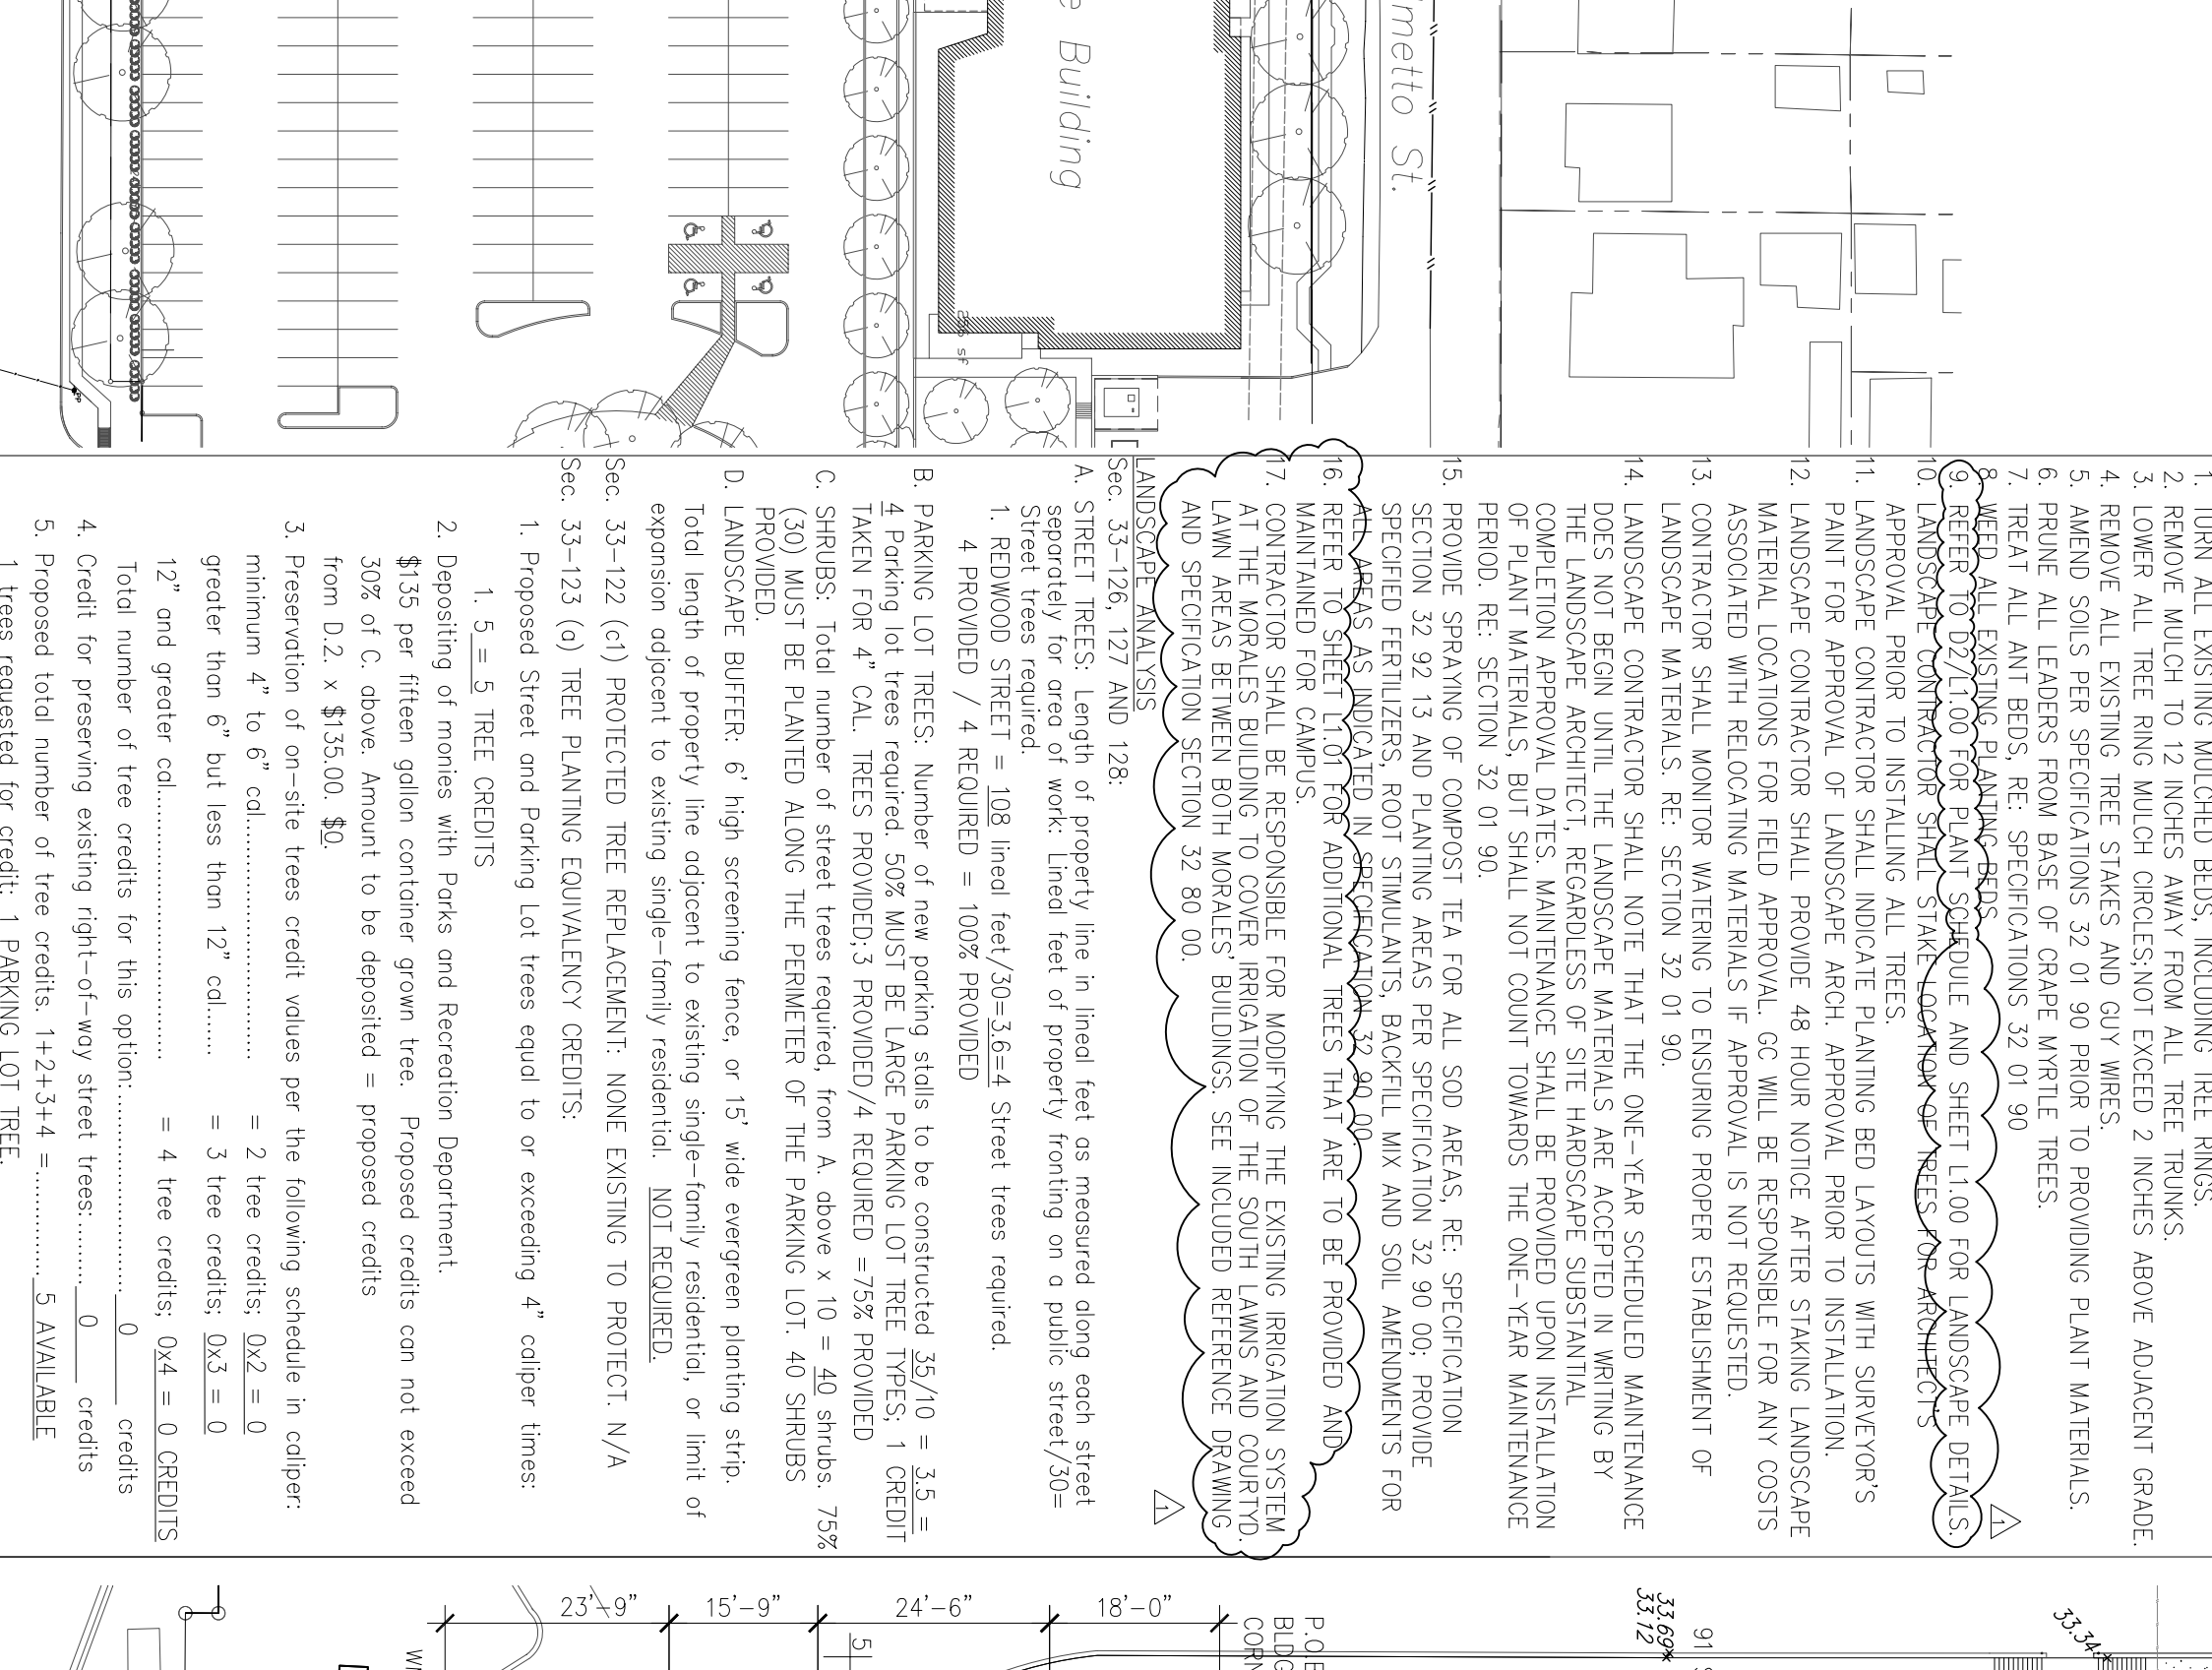 1. TURN EXISTING MULCHED BEDS, INCLUDING TREE RINGS.
2. REMOVE MULCH TO 12 INCHES AWAY FROM ALL TREE TRUNKS.
3. LOWER ALL TREE RING MULCH CIRCLES;NOT EXCEED 2 INCHES ABOVE ADJACENT GRADE.
4. REMOVE ALL EXISTING TREE STAKES AND GUY WIRES.
5. AMEND SOILS PER SPECIFICATIONS 32 01 90 PRIOR TO PROVIDING PLANT MATERIALS.
6. PRUNE ALL LEADERS FROM BASE OF CRAPE MYRTLE TREES.
7. TREAT ALL ANT BEDS, RE: SPECIFICATIONS 32 01 90
8. WEED ALL EXISTING PLANTING BEDS
9. REFER TO D2/L1.00 FOR PLANT SCHEDULE AND SHEET L1.00 FOR LANDSCAPE DETAILS.
10. LANDSCAPE CONTRACTOR SHALL STAKE LOCATION OF TREES FOR ARCHITECT'S
APPROVAL PRIOR TO INSTALLING ALL TREES.
11. LANDSCAPE CONTRACTOR SHALL INDICATE PLANTING BED LAYOUTS WITH SURVEYOR'S
PAINT FOR APPROVAL OF LANDSCAPE ARCH. APPROVAL PRIOR TO INSTALLATION.
12. LANDSCAPE CONTRACTOR SHALL PROVIDE 48 HOUR NOTICE AFTER STAKING LANDSCAPE
MATERIAL LOCATIONS FOR FIELD APPROVAL. GC WILL BE RESPONSIBLE FOR ANY COSTS
ASSOCIATED WITH RELOCATING MATERIALS IF APPROVAL IS NOT REQUESTED.
13. CONTRACTOR SHALL MONITOR WATERING TO ENSURING PROPER ESTABLISHMENT OF
LANDSCAPE MATERIALS. RE: SECTION 32 01 90.
14. LANDSCAPE CONTRACTOR SHALL NOTE THAT THE ONE-YEAR SCHEDULED MAINTENANCE
DOES NOT BEGIN UNTIL THE LANDSCAPE MATERIALS ARE ACCEPTED IN WRITING BY
THE LANDSCAPE ARCHITECT, REGARDLESS OF SITE HARDSCAPE SUBSTANTIAL
COMPLETION APPROVAL DATES. MAINTENANCE SHALL BE PROVIDED UPON INSTALLATION
OF PLANT MATERIALS, BUT SHALL NOT COUNT TOWARDS THE ONE-YEAR MAINTENANCE
PERIOD. RE: SECTION 32 01 90.
15. PROVIDE SPRAYING OF COMPOST TEA FOR ALL SOD AREAS, RE: SPECIFICATION
SECTION 32 92 13 AND PLANTING AREAS PER SPECIFICATION 32 90 00; PROVIDE
SPECIFIED FERTILIZERS, ROOT STIMULANTS, BACKFILL MIX AND SOIL AMENDMENTS FOR
ALL AREAS AS INDICATED IN SPECIFICATION 32 90 00
16. REFER TO SHEET L1.01 FOR ADDITIONAL TREES THAT ARE TO BE PROVIDED AND
MAINTAINED FOR CAMPUS.
17. CONTRACTOR SHALL BE RESPONSIBLE FOR MODIFYING THE EXISTING IRRIGATION SYSTEM
AT THE MORALES BUILDING TO COVER IRRIGATION OF THE SOUTH LAWNS AND COURTYD.
LAWN AREAS BETWEEN BOTH MORALES' BUILDINGS. SEE INCLUDED REFERENCE DRAWING
AND SPECIFICATION SECTION 32 80 00.
LANDSCAPE ANALYSIS
Sec. 33-126, 127 AND 128:
A. STREET TREES: Length of property line in lineal feet as measured along each street
separately for area of work: Lineal feet of property fronting on a public street/30=
Street trees required.
1. REDWOOD STREET = 108 lineal feet/30=3.6=4 Street trees required.
4 PROVIDED / 4 REQUIRED = 100% PROVIDED
B. PARKING LOT TREES: Number of new parking stalls to be constructed 35/10 = 3.5 =
4 Parking lot trees required. 50% MUST BE LARGE PARKING LOT TREE TYPES; 1 CREDIT
TAKEN FOR 4" CAL. TREES PROVIDED;3 PROVIDED/4 REQUIRED =75% PROVIDED
C. SHRUBS: Total number of street trees required, from A. above x 10 = 40 shrubs. 75%
(30) MUST BE PLANTED ALONG THE PERIMETER OF THE PARKING LOT. 40 SHRUBS
PROVIDED.
D. LANDSCAPE BUFFER: 6' high screening fence, or 15' wide evergreen planting strip.
Total length of property line adjacent to existing single-family residential, or limit of
expansion adjacent to existing single-family residential. NOT REQUIRED.
Sec. 33-122 (c1) PROTECTED TREE REPLACEMENT: NONE EXISTING TO PROTECT. N/A
Sec. 33-123 (a) TREE PLANTING EQUIVALENCY CREDITS:
1. Proposed Street and Parking Lot trees equal to or exceeding 4" caliper times:
1. 5 = 5 TREE CREDITS
2. Depositing of monies with Parks and Recreation Department.
$135 per fifteen gallon container grown tree. Proposed credits can not exceed
30% of C. above. Amount to be deposited = proposed credits
from D.2. x $135.00. $0.
3. Preservation of on-site trees credit values per the following schedule in caliper:
minimum 4" to 6" cal.................................... = 2 tree credits; 0x2 = 0
greater than 6" but less than 12" cal...... = 3 tree credits; 0x3 = 0
12" and greater cal........................................ = 4 tree credits; 0x4 = 0 CREDITS
Total number of tree credits for this option: .............................. 0 credits
4. Credit for preserving existing right-of-way street trees: ......... 0 credits
5. Proposed total number of tree credits. 1+2+3+4 =............... 5 AVAILABLE
1 trees requested for credit: 1 PARKING LOT TREE.
1
1
metto St.
e Building
256 sf
PP
23'-9"
15'-9"
24'-6"
18'-0"
5
P.O.B
BLDG
CORN
33.69
33.12
91
33.34